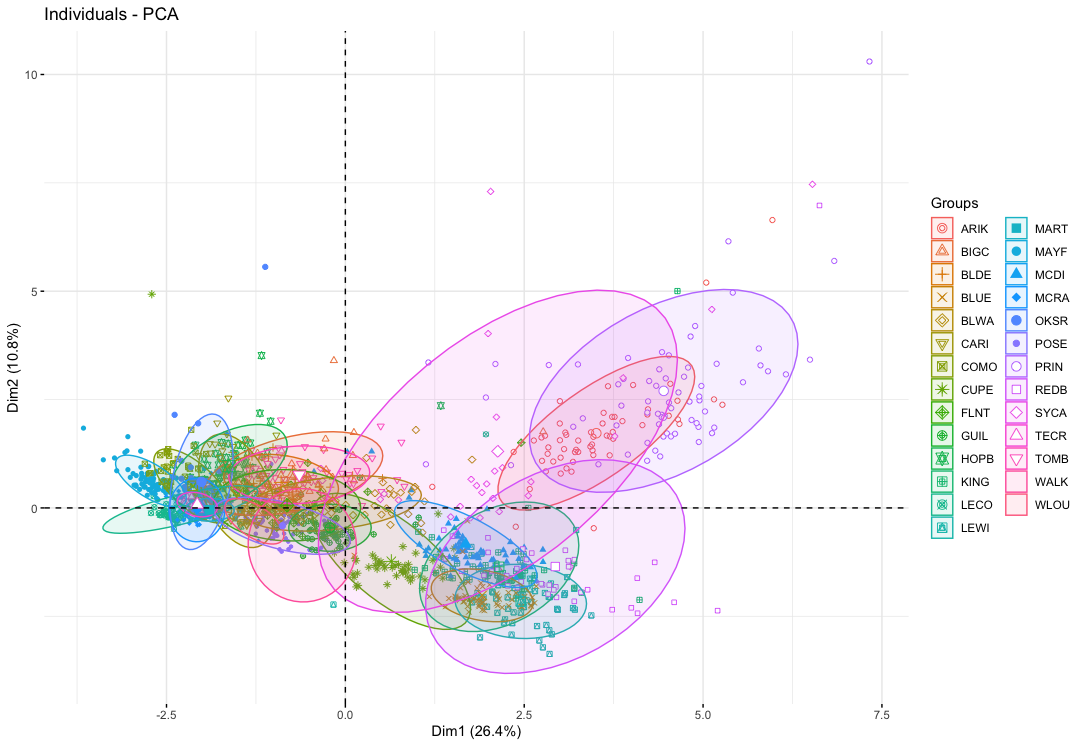 Individuals - PCA
10
5
0
Dim2 (10.8%)
-2.5
0.0
2.5
5.0
7.5
Dim1 (26.4%)
Groups
ARIK
BIGC
BLDE
BLUE
BLWA
CARI
COMO
CUPE
FLNT
GUIL
HOPB
KING
LECO
LEWI
MART
MAYF
MCDI
MCRA
OKSR
POSE
PRIN
REDB
SYCA
TECR
TOMB
WALK
WLOU